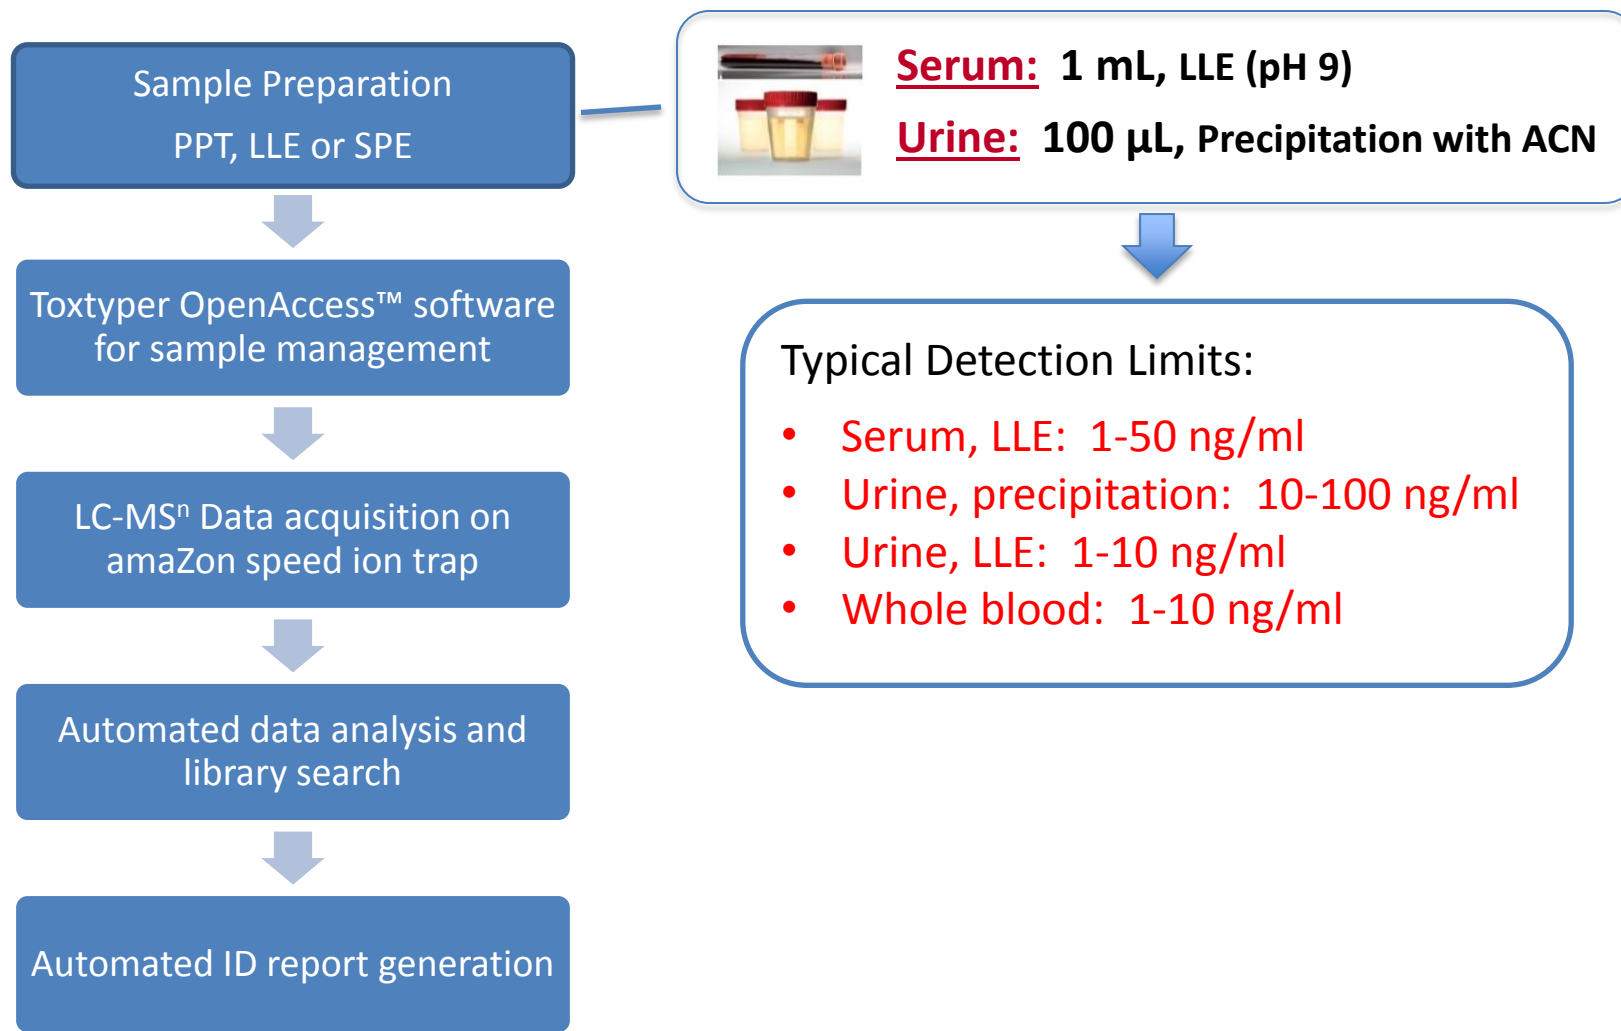 Sample Preparation
PPT, LLE or SPE
Toxtyper OpenAccess™ software
for sample management
LC-MSⁿ Data acquisition on
amaZon speed ion trap
Automated data analysis and
library search
Automated ID report generation
Serum: 1 mL, LLE (pH 9)
Urine: 100 µL, Precipitation with ACN
Typical Detection Limits:
• Serum, LLE: 1-50 ng/ml
• Urine, precipitation: 10-100 ng/ml
• Urine, LLE: 1-10 ng/ml
• Whole blood: 1-10 ng/ml